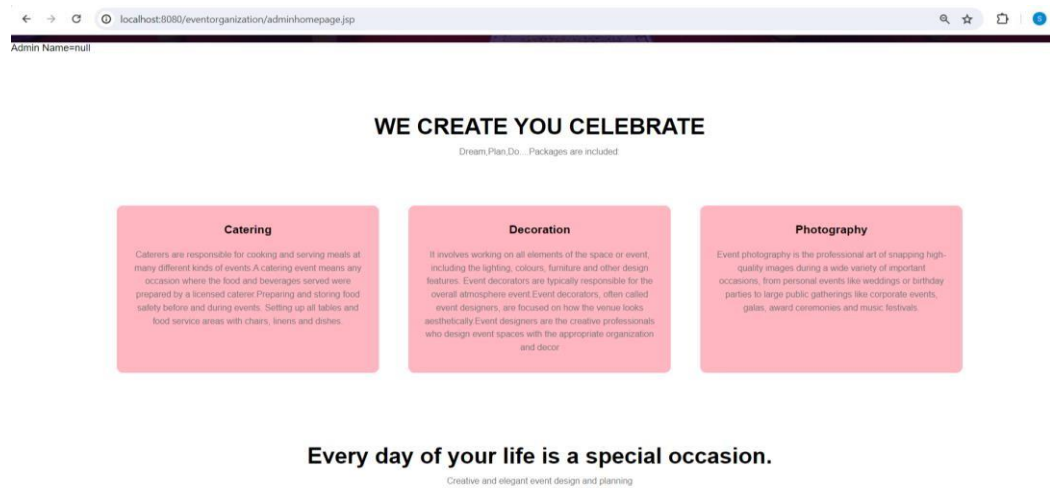 localhost:8080/eventorganization/adminhomepage.jsp
S
Admin Name=null
WE CREATE YOU CELEBRATE
Dream,Plan,Do... Packages are included
Catering
Caterers are responsible for cooking and serving meals at
many different kinds of events.A catering event means any
occasion where the food and beverages served were
prepared by a licensed caterer.Preparing and storing food
safety before and during events. Setting up all tables and
food service areas with chairs, linens and dishes.
Decoration
It involves working on all elements of the space or event,
including the lighting, colours, furniture and other design
features. Event decorators are typically responsible for the
overall atmosphere event.Event decorators, often called
event designers, are focused on how the venue looks
aesthetically.Event designers are the creative professionals
who design event spaces with the appropriate organization
and decor
Photography
Event photography is the professional art of snapping high-
quality images during a wide variety of important
occasions, from personal events like weddings or birthday
parties to large public gatherings like corporate events,
galas, award ceremonies and music festivals.
Every day of your life is a special occasion.
Creative and elegant event design and planning